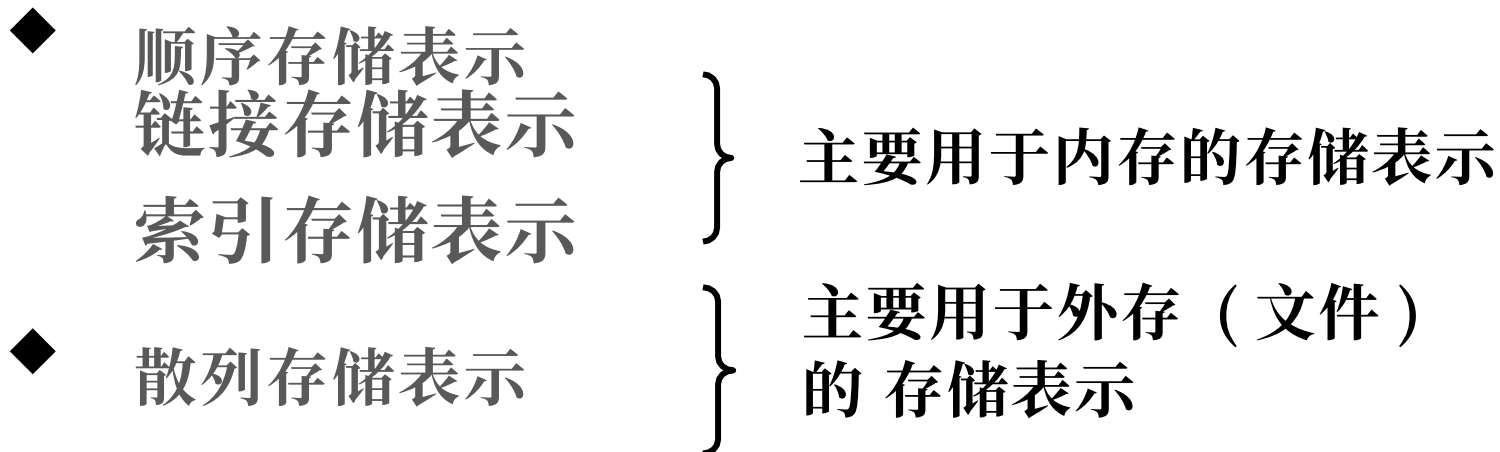 顺序存储表示
链接存储表示
主要用于内存的存储表示
索引存储表示
主要用于外存（文件）
的 存储表示
散列存储表示